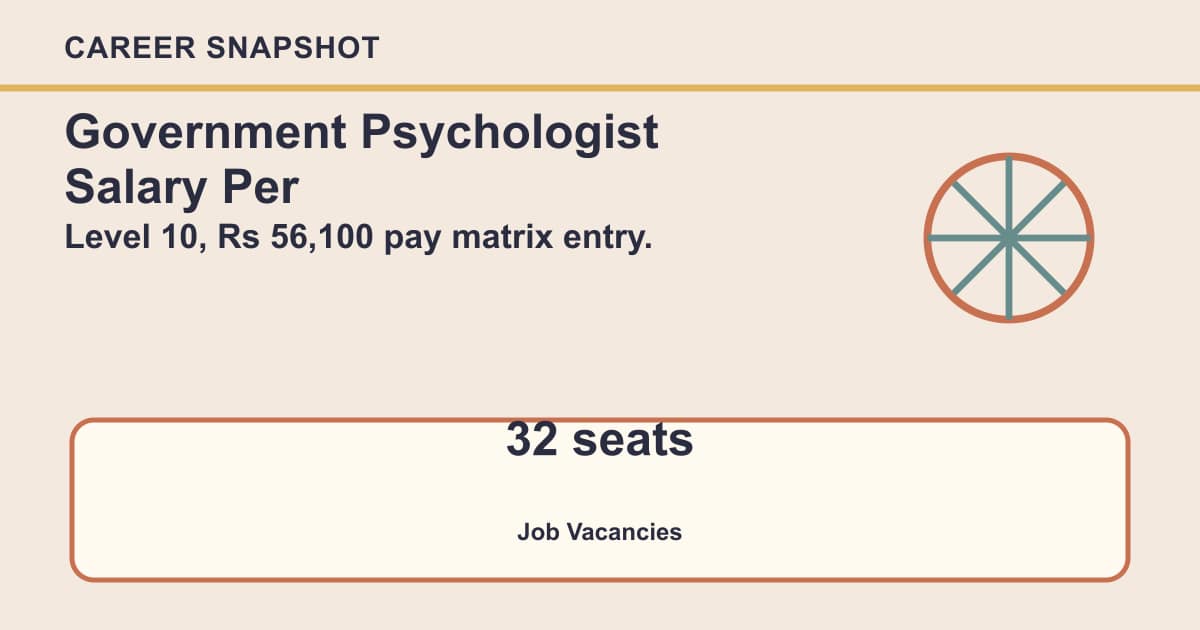 CAREER SNAPSHOT
Government Psychologist
Salary Per
Level 10, Rs 56,100 pay matrix entry.
32 seats
Job Vacancies